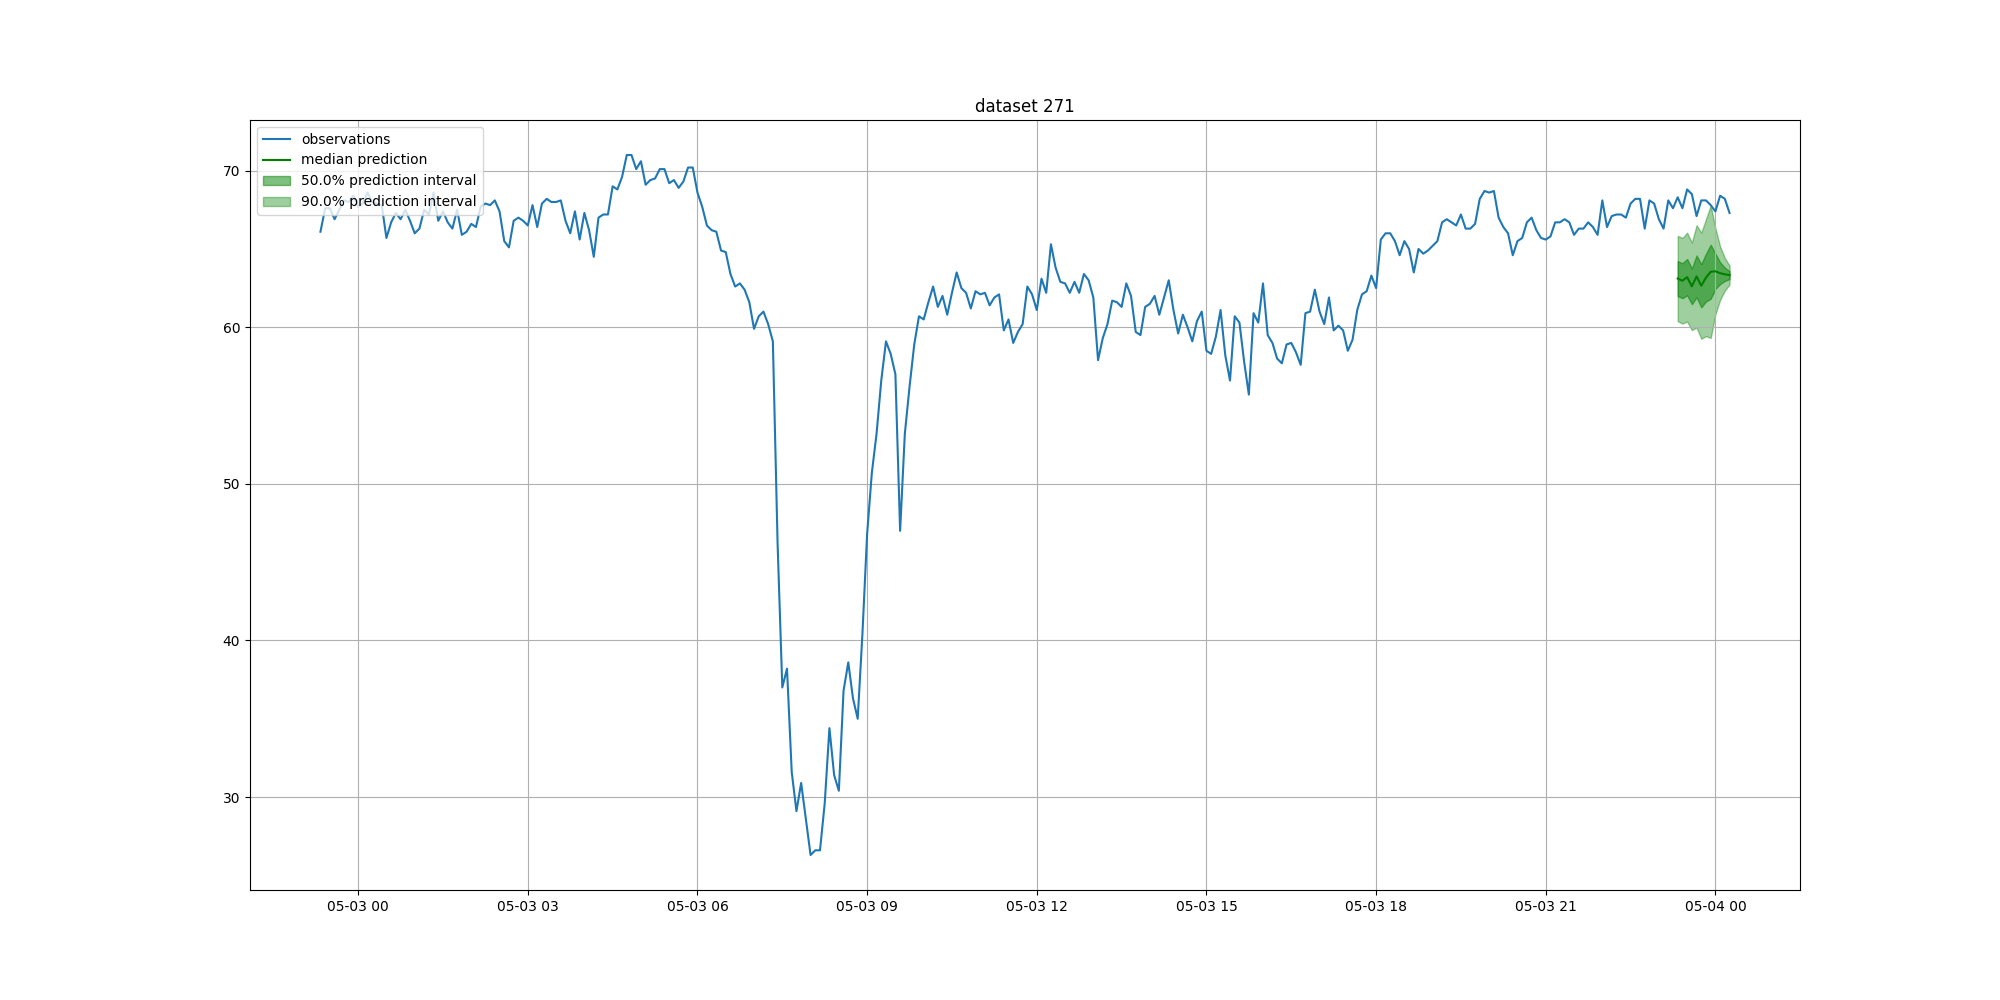 dataset 271
observations
median prediction
50.0% prediction interval
90.0% prediction interval
70
60
50
40
30
05-03 00
05-03 03
05-03 06
05-03 09
05-03 12
05-03 15
05-03 18
05-03 21
05-04 00